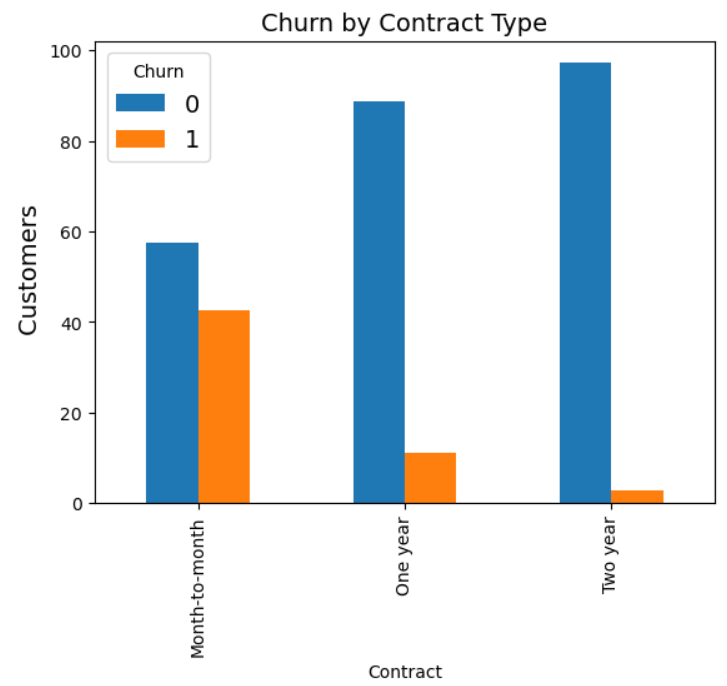 Churn by Contract Type
Churn
0
1
100
80
60
40
20
0
Customers
Month-to-month
One year
Two year
Contract